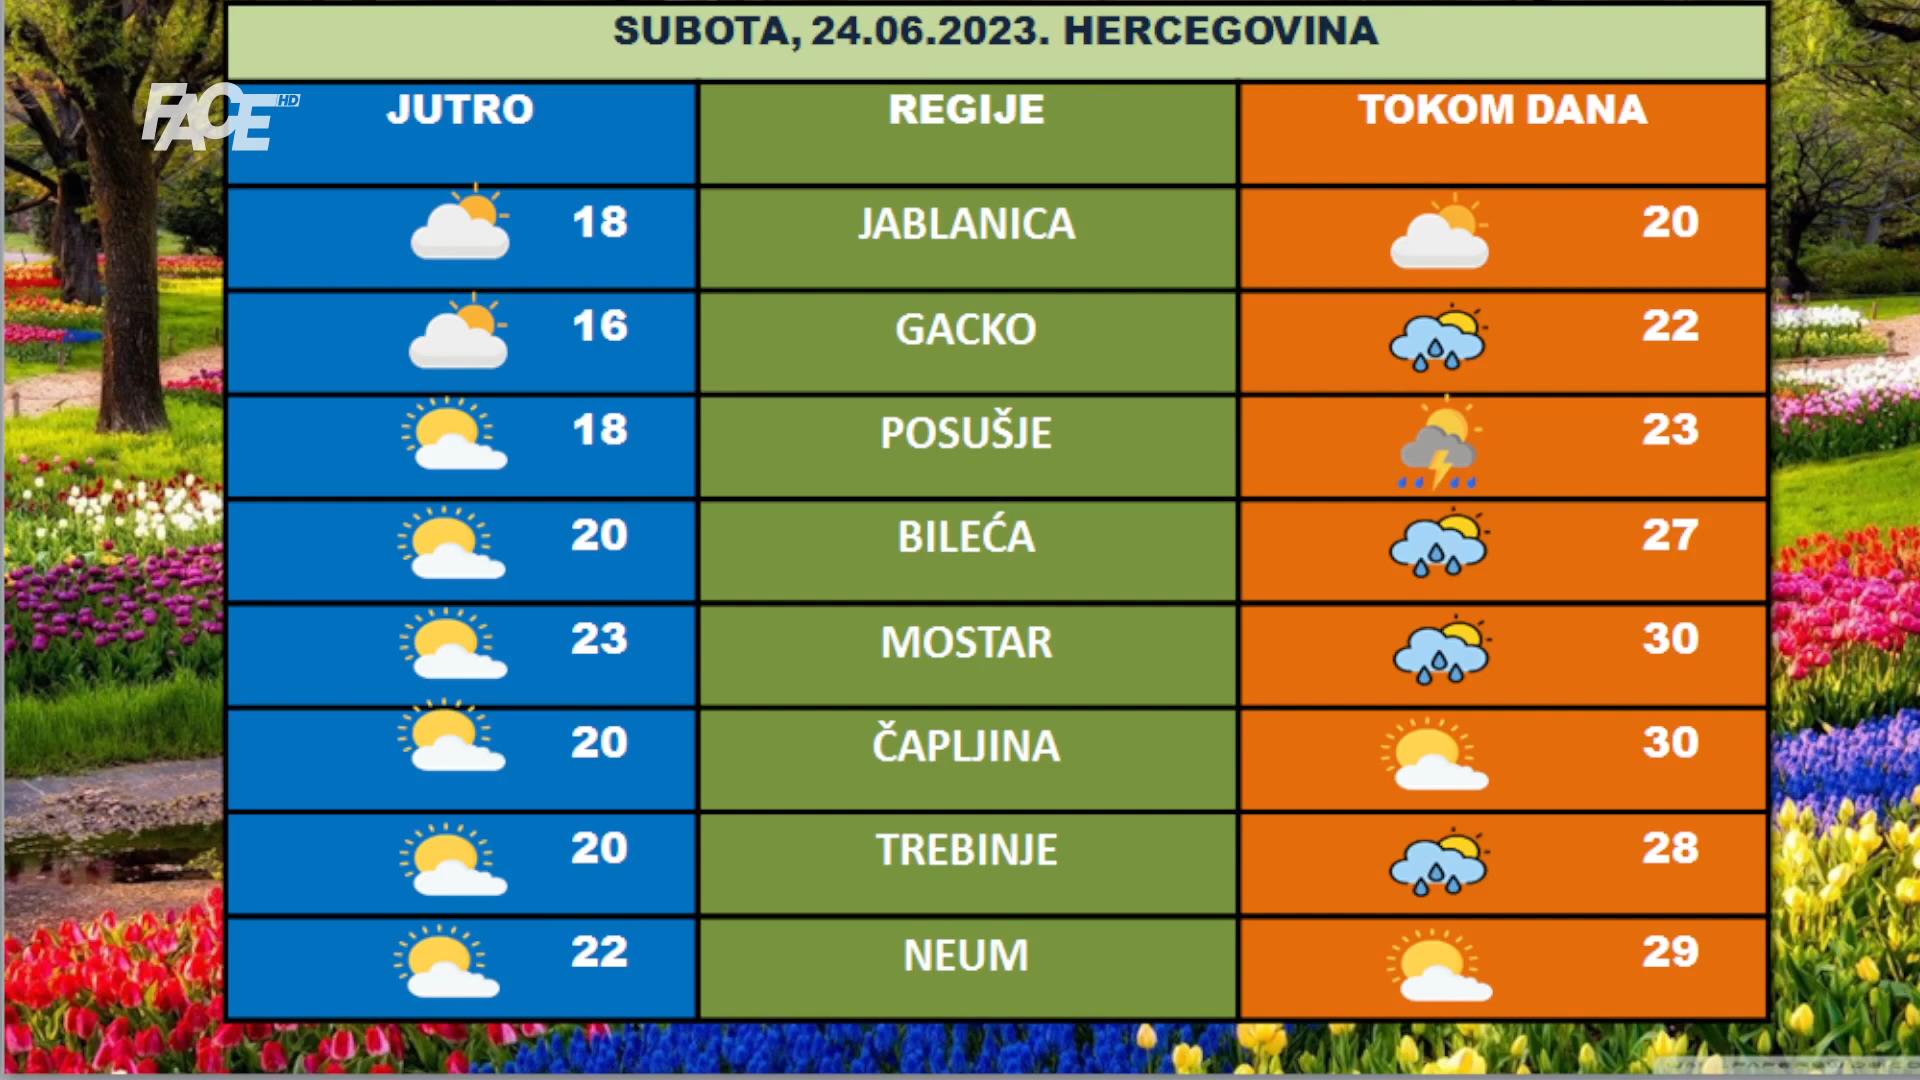 SUBOTA, 24.06.2023. HERCEGOVINA
FACE HD
JUTRO REGIJE TOKOM DANA
18 JABLANICA 20
16 GACKO 22
18 POSUŠJE 23
20 BILEĆA 27
23 MOSTAR 30
20 ČAPLJINA 30
20 TREBINJE 28
22 NEUM 29